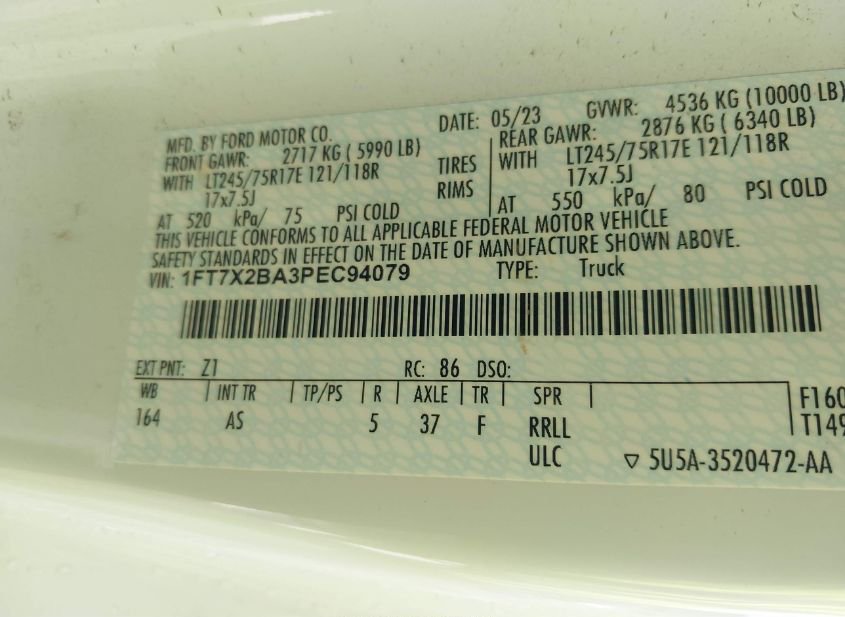 MFD. BY FORD MOTOR CO. DATE: 05/23 GVWR: 4536 KG (10000 LB)
FRONT GAWR: 2717 KG ( 5990 LB) REAR GAWR: 2876 KG ( 6340 LB)
WITH LT245/75R17E 121/118R TIRES WITH LT245/75R17E 121/118R
17x7.5J RIMS 17x7.5J
AT 520 kPa/ 75 PSI COLD AT 550 kPa/ 80 PSI COLD
THIS VEHICLE CONFORMS TO ALL APPLICABLE FEDERAL MOTOR VEHICLE
SAFETY STANDARDS IN EFFECT ON THE DATE OF MANUFACTURE SHOWN ABOVE.
VIN: 1FT7X2BA3PEC94079 TYPE: Truck
EXT PNT: Z1 RC: 86 DSO:
WB INT TR TP/PS R AXLE TR SPR F160
164 AS 5 37 F RRLL T149
ULC ▽ 5U5A-3520472-AA